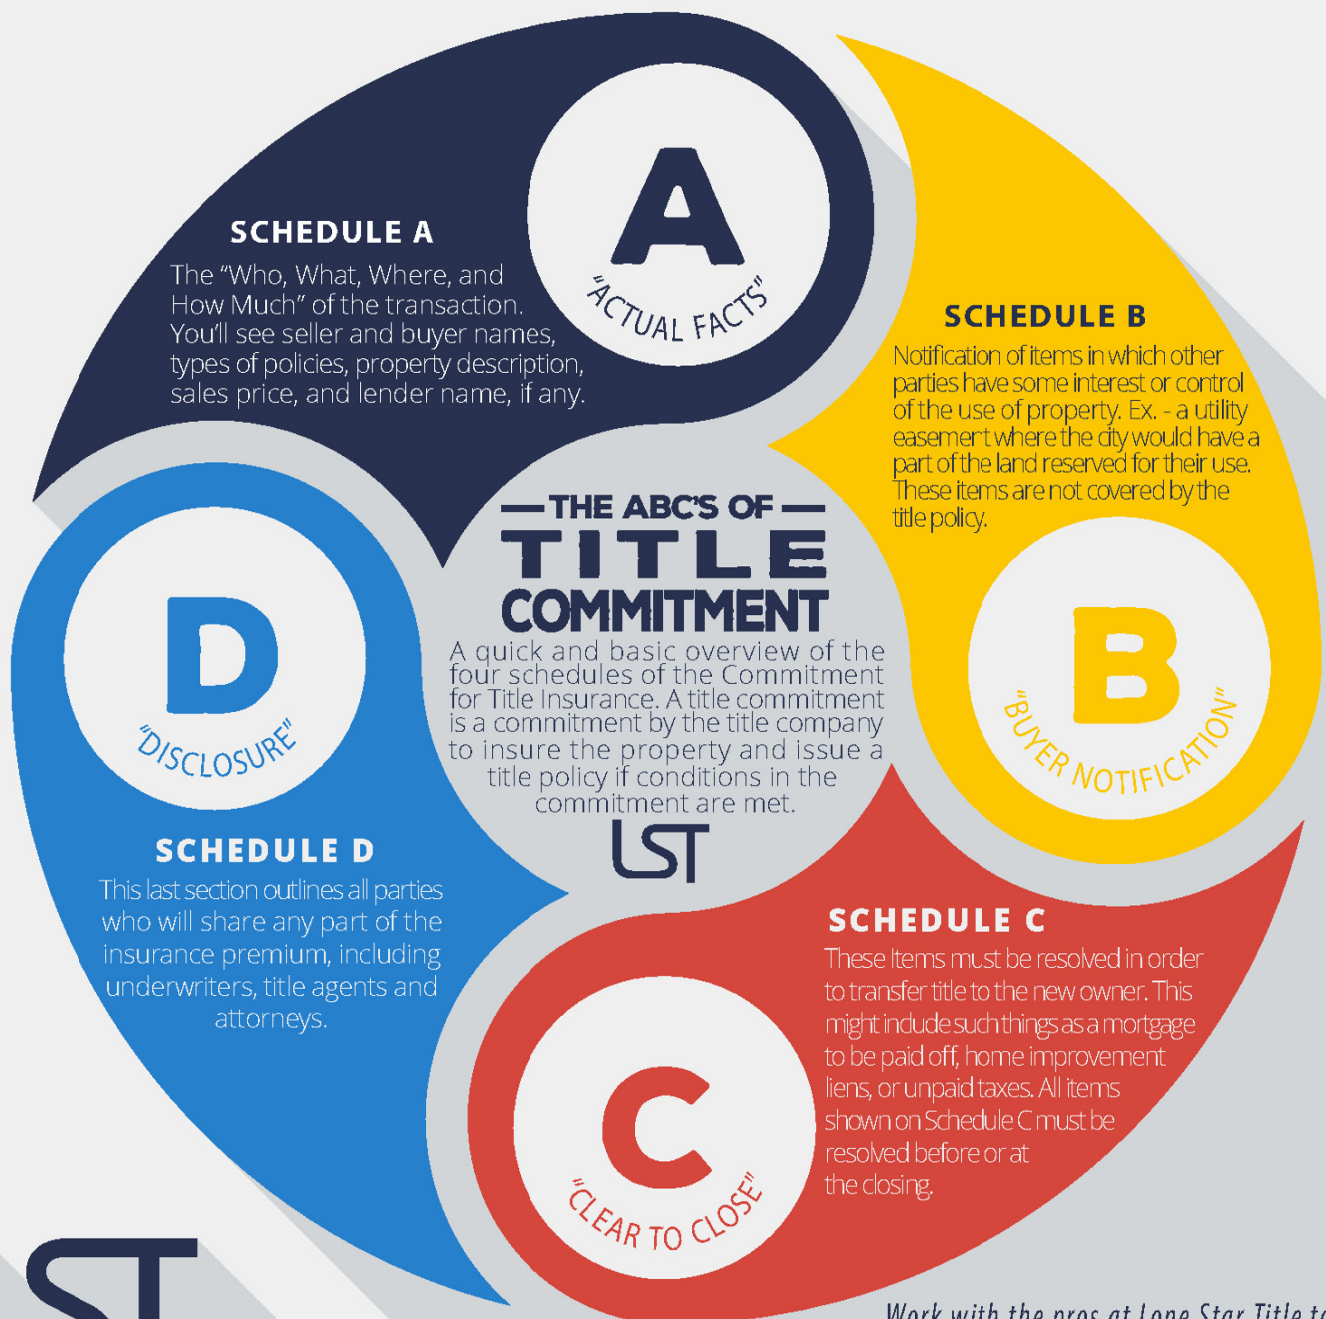 A
"ACTUAL FACTS"
SCHEDULE A
The "Who, What, Where, and
How Much" of the transaction.
You'll see seller and buyer names,
types of policies, property description,
sales price, and lender name, if any.
SCHEDULE B
Notification of items in which other
parties have some interest or control
of the use of property. Ex. - a utility
easement where the city would have a
part of the land reserved for their use.
These items are not covered by the
title policy.
B
"BUYER NOTIFICATION"
THE ABC'S OF
TITLE
COMMITMENT
A quick and basic overview of the
four schedules of the Commitment
for Title Insurance. A title commitment
is a commitment by the title company
to insure the property and issue a
title policy if conditions in the
commitment are met.
LST
D
"DISCLOSURE"
SCHEDULE D
This last section outlines all parties
who will share any part of the
insurance premium, including
underwriters, title agents and
attorneys.
SCHEDULE C
These Items must be resolved in order
to transfer title to the new owner. This
might include such things as a mortgage
to be paid off, home improvement
liens, or unpaid taxes. All items
shown on Schedule C must be
resolved before or at
the closing.
C
"CLEAR TO CLOSE"
Work with the pros at Lone Star Title to